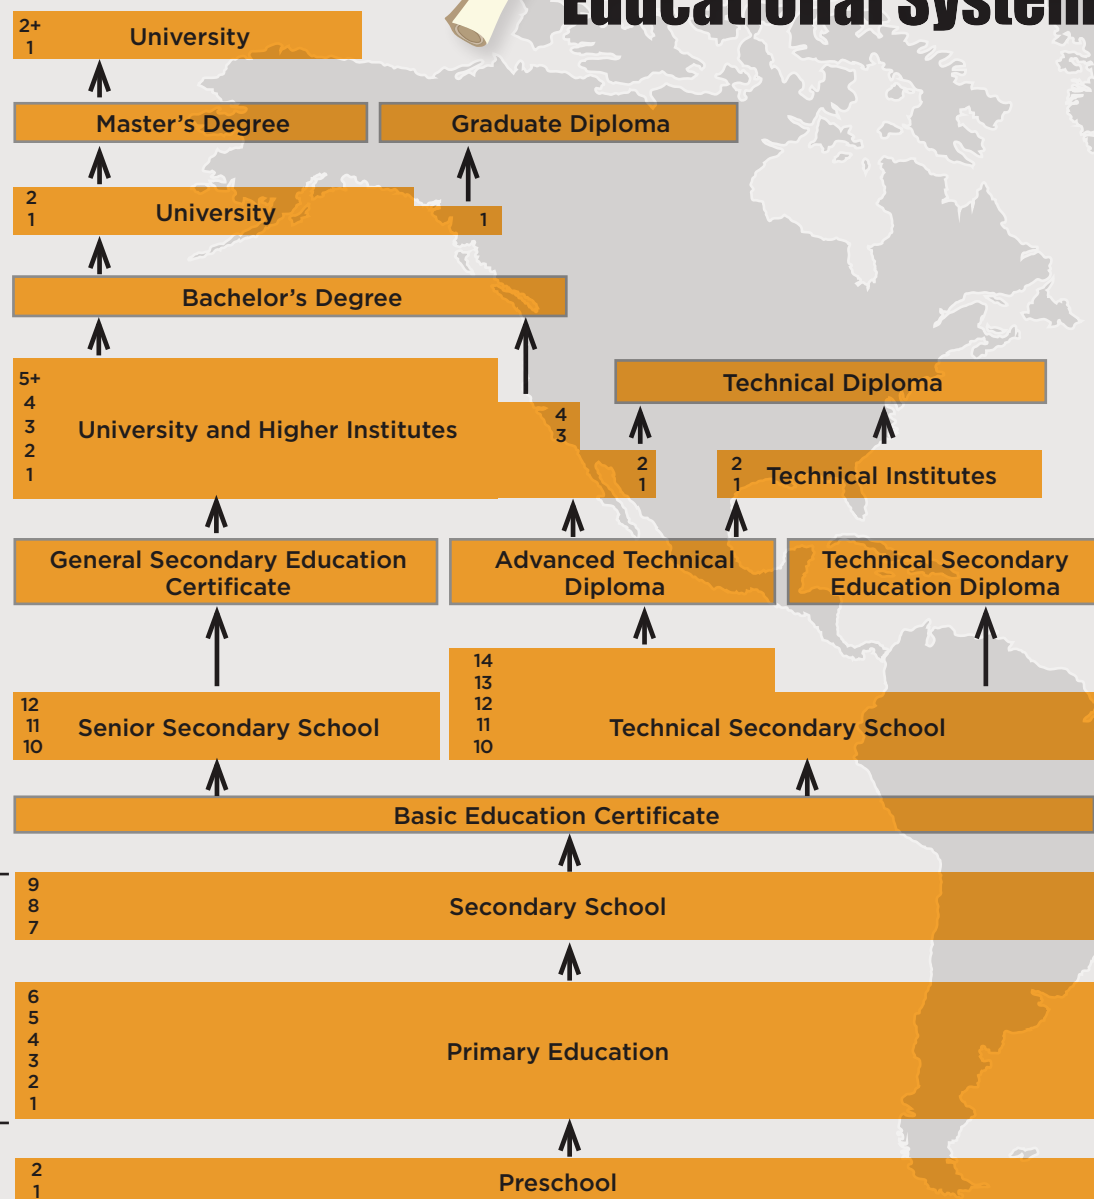 Educational System
2+
1
University
Master's Degree
Graduate Diploma
2
1
University
1
Bachelor's Degree
5+
4
3
2
1
University and Higher Institutes
4
3
2
1
Technical Diploma
2
1
Technical Institutes
General Secondary Education
Certificate
Advanced Technical
Diploma
Technical Secondary
Education Diploma
12
11
10
Senior Secondary School
14
13
12
11
10
Technical Secondary School
Basic Education Certificate
9
8
7
Secondary School
6
5
4
3
2
1
Primary Education
2
1
Preschool